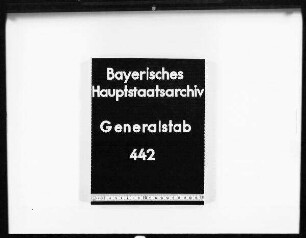 Bayerisches
Hauptstaatsarchiv
Generalstab
442